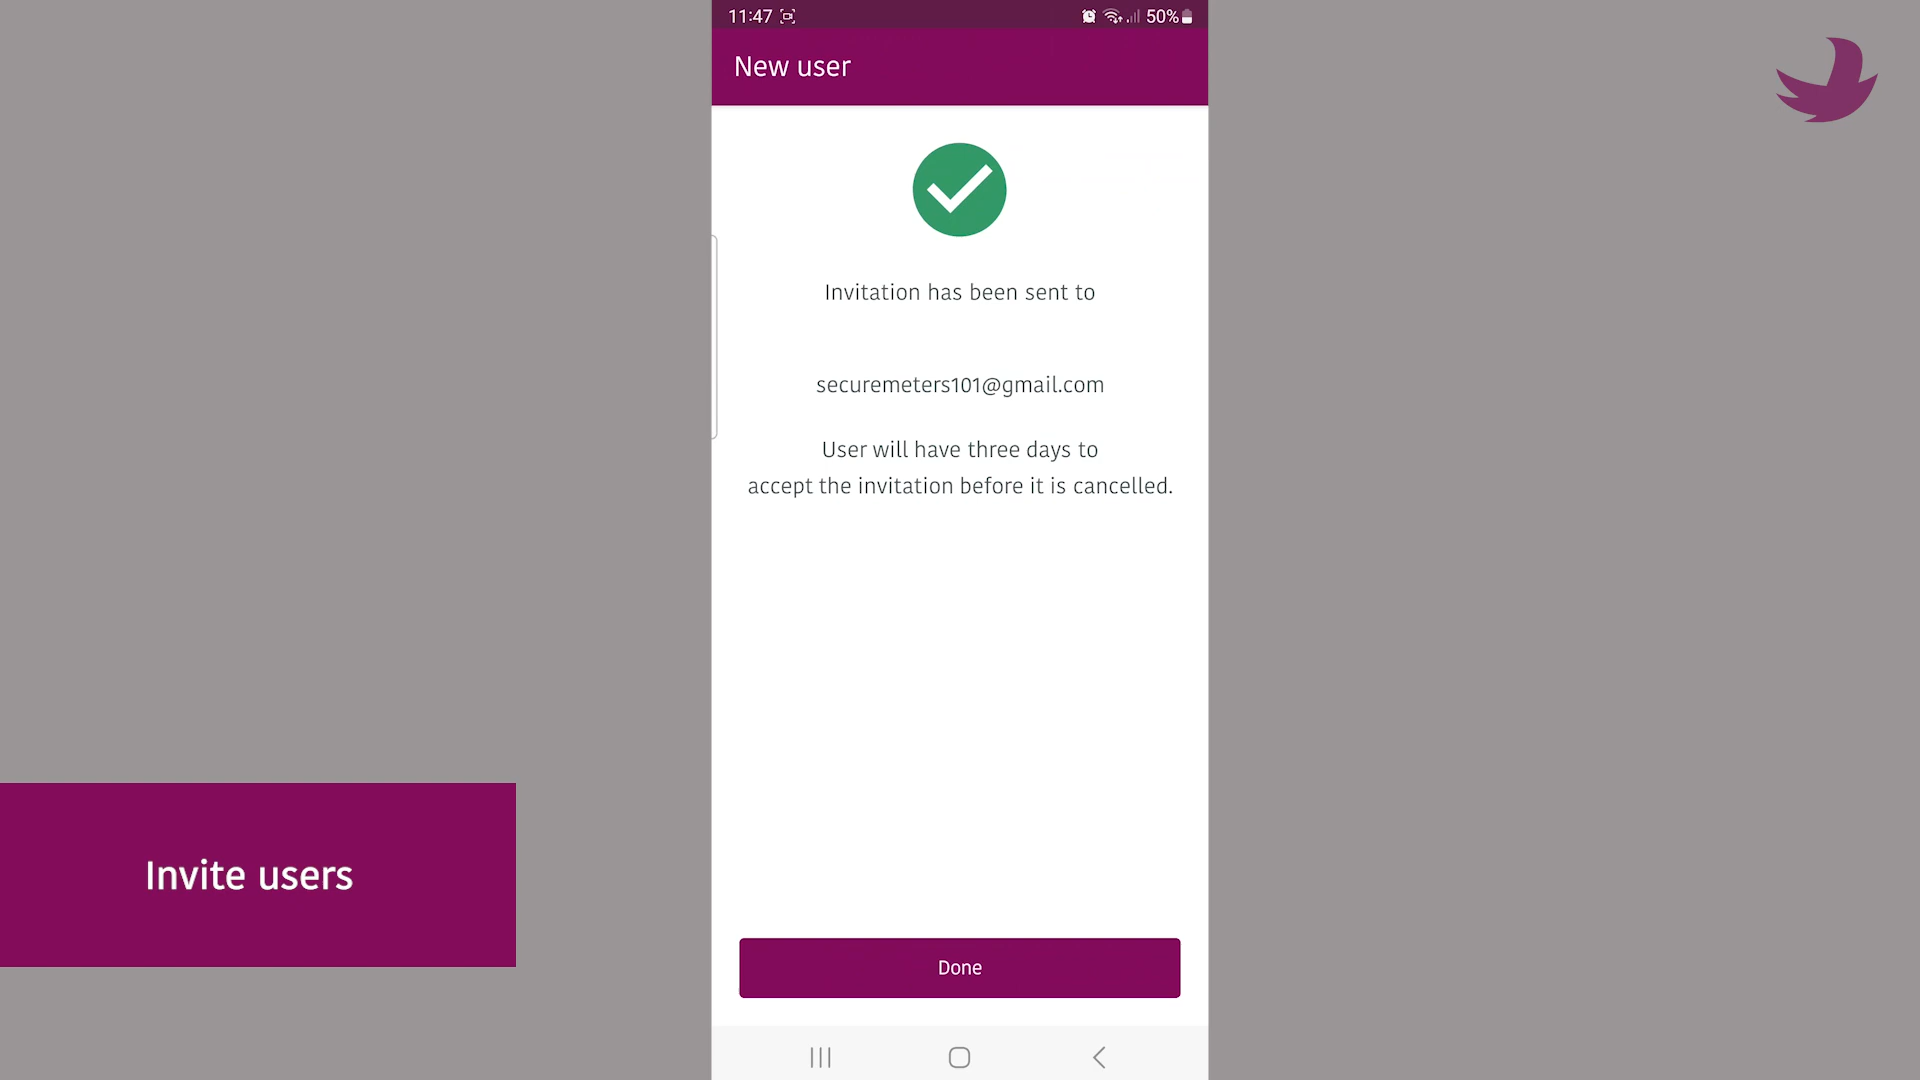 11:47
50%
New user
Invitation has been sent to
securemeters101@gmail.com
User will have three days to
accept the invitation before it is cancelled.
Invite users
Done